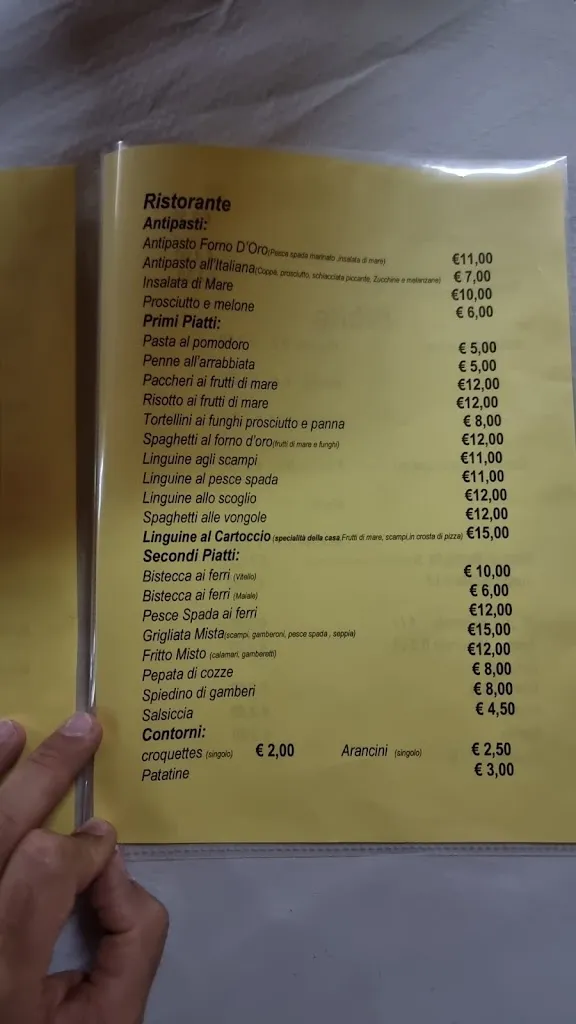 Ristorante
Antipasti:
Antipasto Forno D'Oro(Pesce spada marinato ,insalata di mare) €11,00
Antipasto all'Italiana(Coppa, prosciutto, schiacciata piccante, Zucchine e melanzane) € 7,00
Insalata di Mare €10,00
Prosciutto e melone € 6,00
Primi Piatti:
Pasta al pomodoro € 5,00
Penne all'arrabbiata € 5,00
Paccheri ai frutti di mare €12,00
Risotto ai frutti di mare €12,00
Tortellini ai funghi prosciutto e panna € 8,00
Spaghetti al forno d'oro(frutti di mare e funghi) €12,00
Linguine agli scampi €11,00
Linguine al pesce spada €11,00
Linguine allo scoglio €12,00
Spaghetti alle vongole €12,00
Linguine al Cartoccio (specialità della casa,Frutti di mare, scampi,in crosta di pizza) €15,00
Secondi Piatti:
Bistecca ai ferri (Vitello) € 10,00
Bistecca ai ferri (Maiale) € 6,00
Pesce Spada ai ferri €12,00
Grigliata Mista(scampi, gamberoni, pesce spada , seppia) €15,00
Fritto Misto (calamari, gamberetti) €12,00
Pepata di cozze € 8,00
Spiedino di gamberi € 8,00
Salsiccia € 4,50
Contorni:
croquettes (singolo) € 2,00 Arancini (singolo) € 2,50
Patatine € 3,00